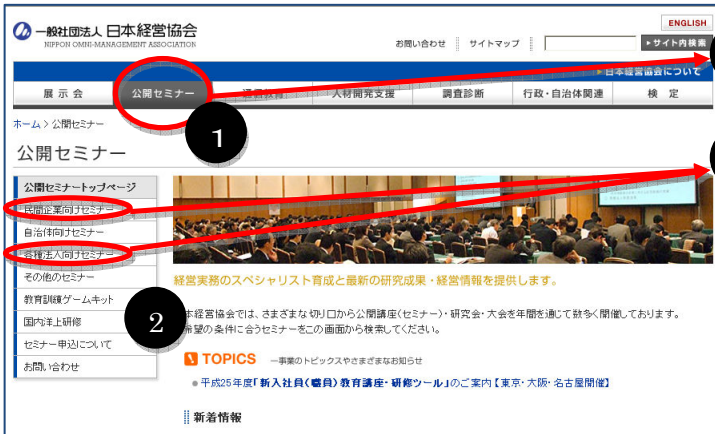 一般社団法人 日本経営協会
NIPPON OMNI-MANAGEMENT ASSOCIATION
ENGLISH
お問い合わせ サイトマップ サイト内検索
日本経営協会について
展示会 公開セミナー 通信教育 人材開発支援 調査診断 行政・自治体関連 検定
ホーム > 公開セミナー
1
公開セミナー
公開セミナートップページ
民間企業向けセミナー
自治体向けセミナー
各種法人向けセミナー
その他のセミナー
教育訓練ゲームキット
国内洋上研修
セミナー申込について
お問い合わせ
2
経営実務のスペシャリスト育成と最新の研究成果・経営情報を提供します。
本経営協会では、さまざまな切り口から公開講座(セミナー)・研究会・大会を年間を通じて数多く開催しております。
希望の条件に合うセミナーをこの画面から検索してください。
TOPICS ー事業のトピックスやさまざまなお知らせ
平成25年度「新入社員(職員)教育講座・研修ツール」のご案内【東京・大阪・名古屋開催】
新着情報